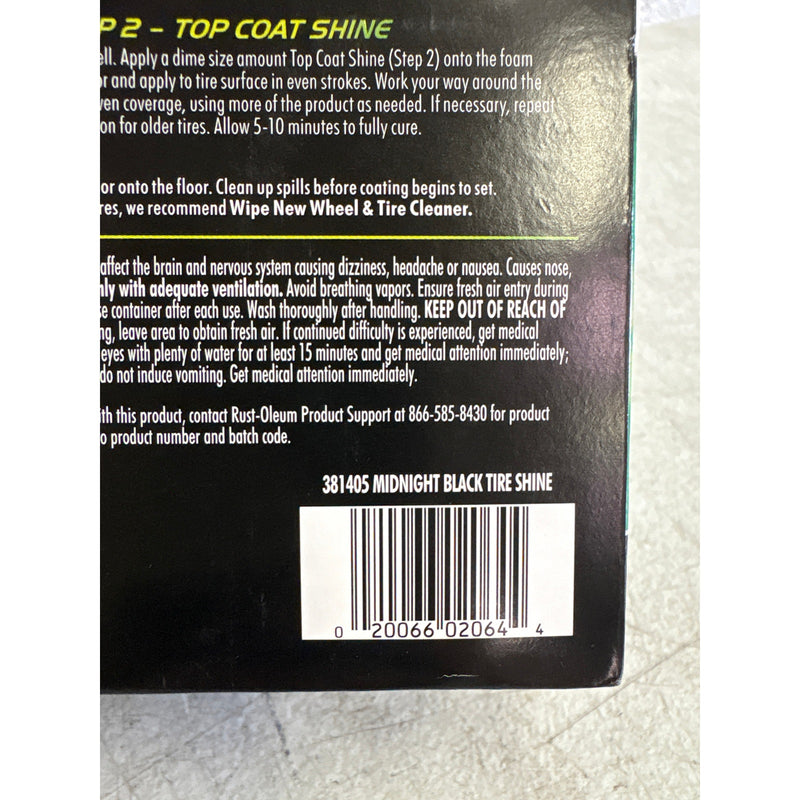 P 2 – TOP COAT SHINE
ell. Apply a dime size amount Top Coat Shine (Step 2) onto the foam
or and apply to tire surface in even strokes. Work your way around the
ven coverage, using more of the product as needed. If necessary, repeat
on for older tires. Allow 5-10 minutes to fully cure.
or onto the floor. Clean up spills before coating begins to set.
res, we recommend Wipe New Wheel & Tire Cleaner.
affect the brain and nervous system causing dizziness, headache or nausea. Causes nose,
nly with adequate ventilation. Avoid breathing vapors. Ensure fresh air entry during
se container after each use. Wash thoroughly after handling. KEEP OUT OF REACH OF
ng, leave area to obtain fresh air. If continued difficulty is experienced, get medical
eyes with plenty of water for at least 15 minutes and get medical attention immediately;
do not induce vomiting. Get medical attention immediately.
ith this product, contact Rust-Oleum Product Support at 866-585-8430 for product
o product number and batch code.
381405 MIDNIGHT BLACK TIRE SHINE
0 20066 02064 4